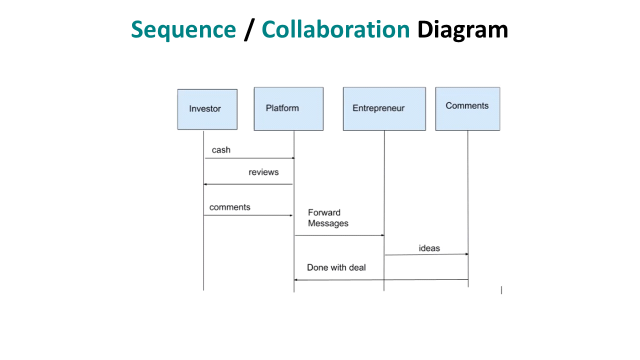 Sequence / Collaboration Diagram
Investor
Platform
Entrepreneur
Comments
cash
reviews
comments
Forward
Messages
ideas
Done with deal